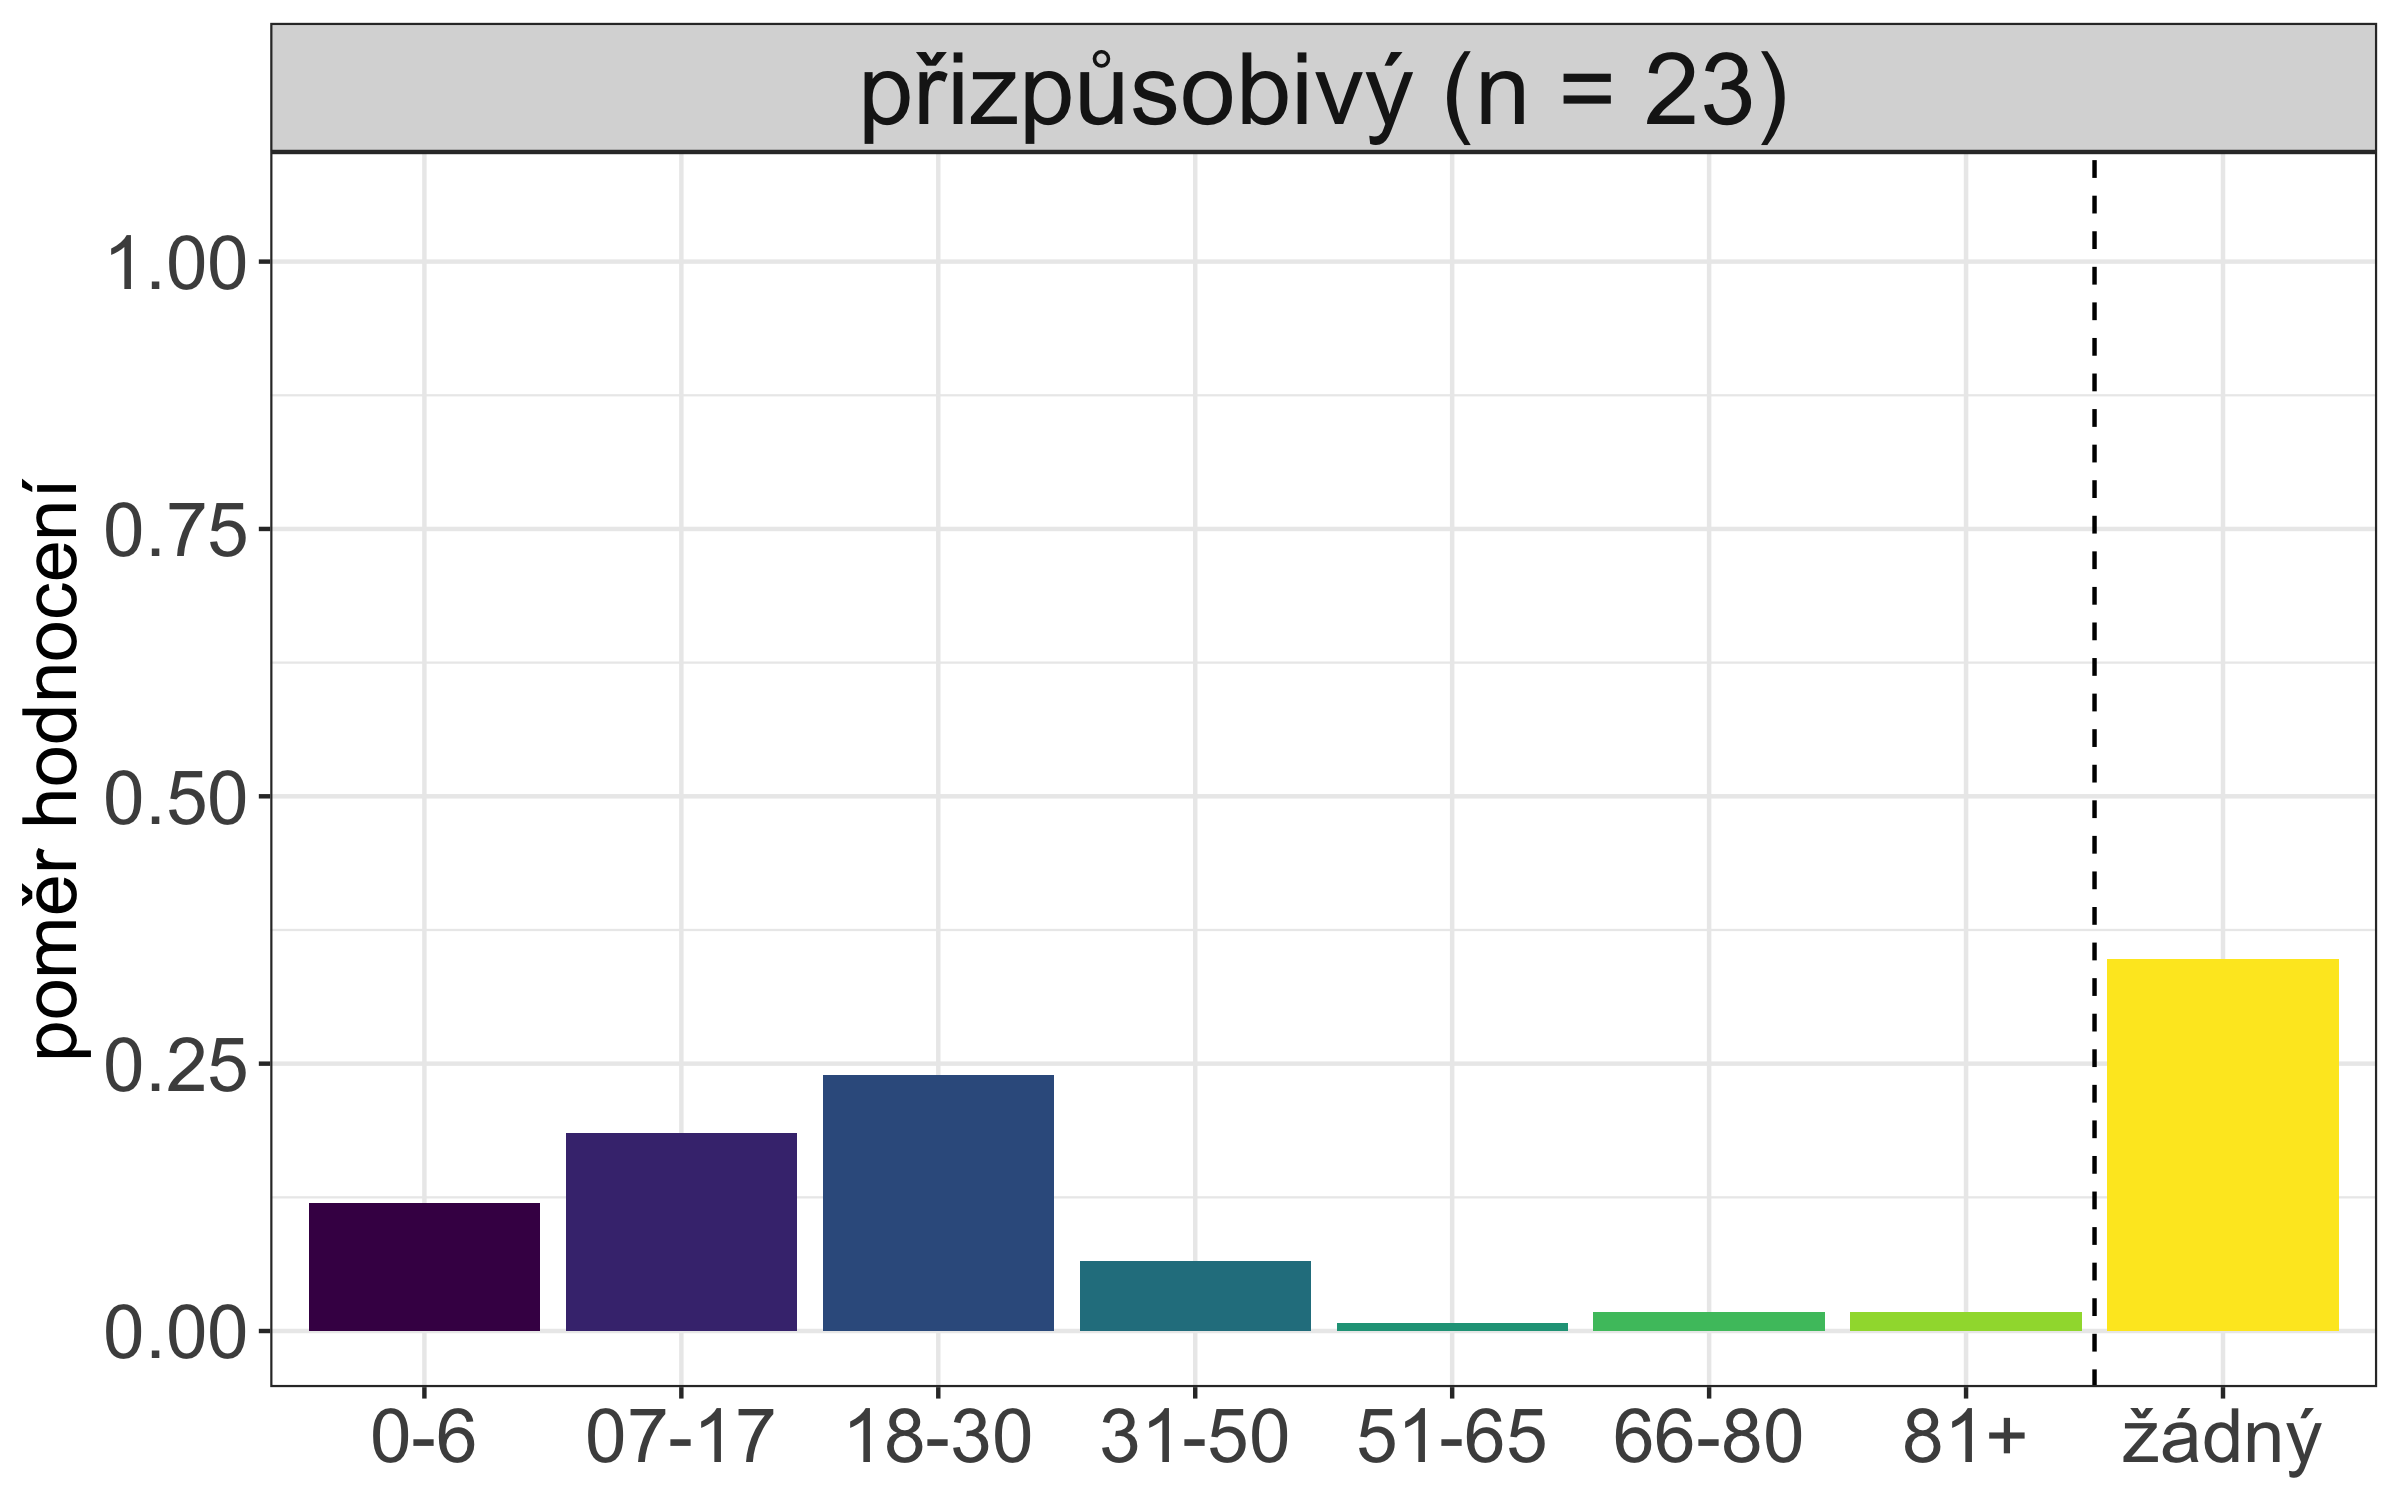 přizpůsobivý (n = 23)
poměr hodnocení
1.00
0.75
0.50
0.25
0.00
0-6 07-17 18-30 31-50 51-65 66-80 81+ žádný